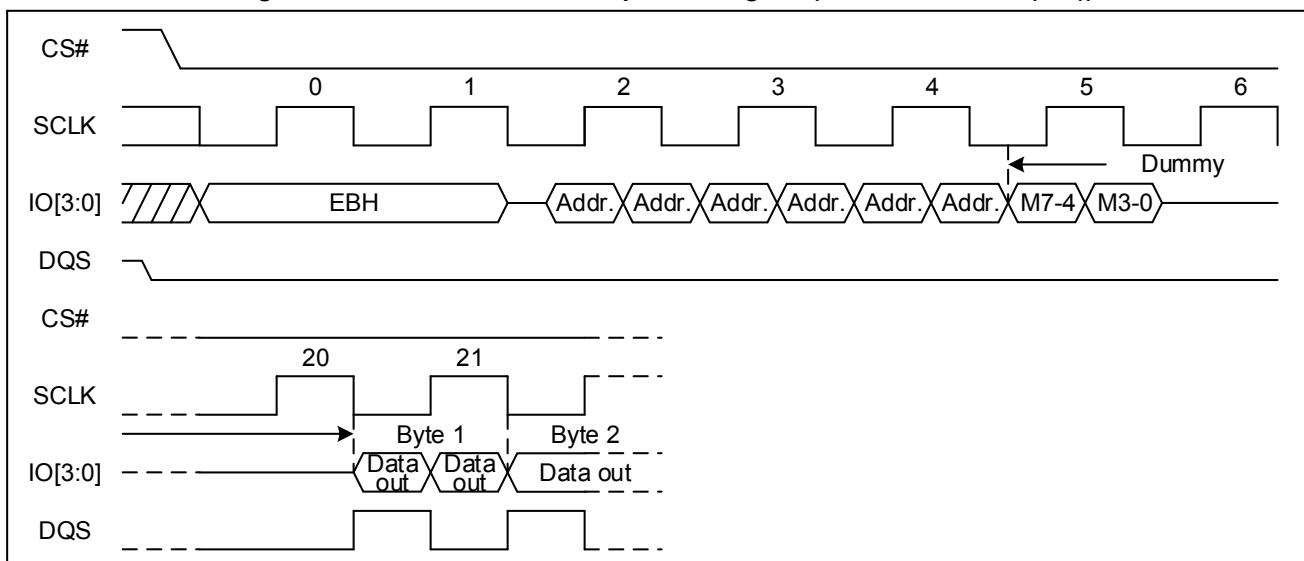 CS#
0 1 2 3 4 5 6
SCLK
Dummy
IO[3:0] EBH Addr. Addr. Addr. Addr. Addr. Addr. M7-4 M3-0
DQS
CS#
20 21
SCLK
Byte 1 Byte 2
IO[3:0] Data out Data out Data out
DQS